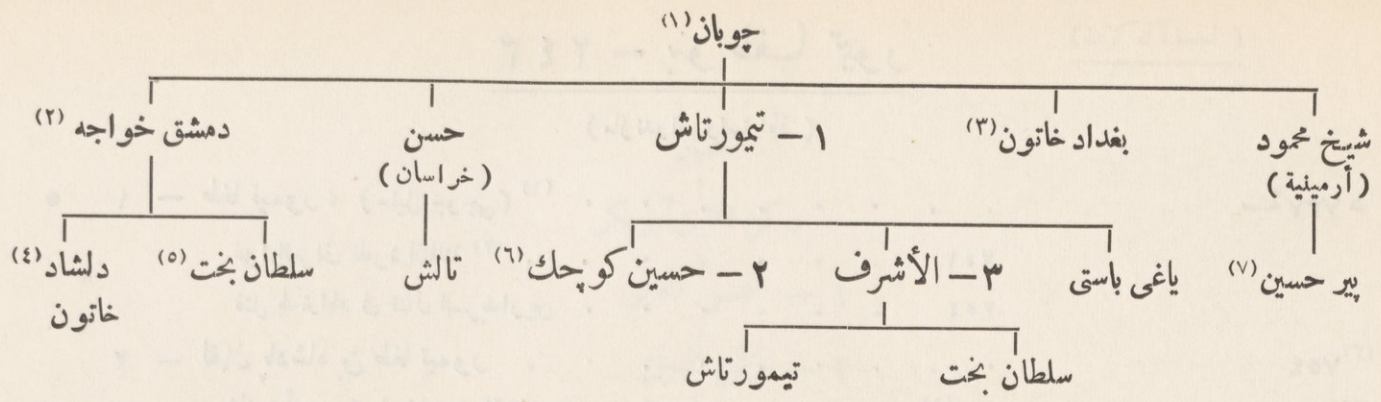 چوبان (١)
شيخ محمود بغداد خاتون (٣) ١ – تيمورتاش حسن دمشق خواجه (٢)
(أرمينية) (خراسان)
پير حسين (٧) ياغى باستى ٣ – الأشرف ٢ – حسين كوچك (٦) تالش سلطان بخت (٥) دلشاد (٤)
خاتون
سلطان بخت تيمورتاش